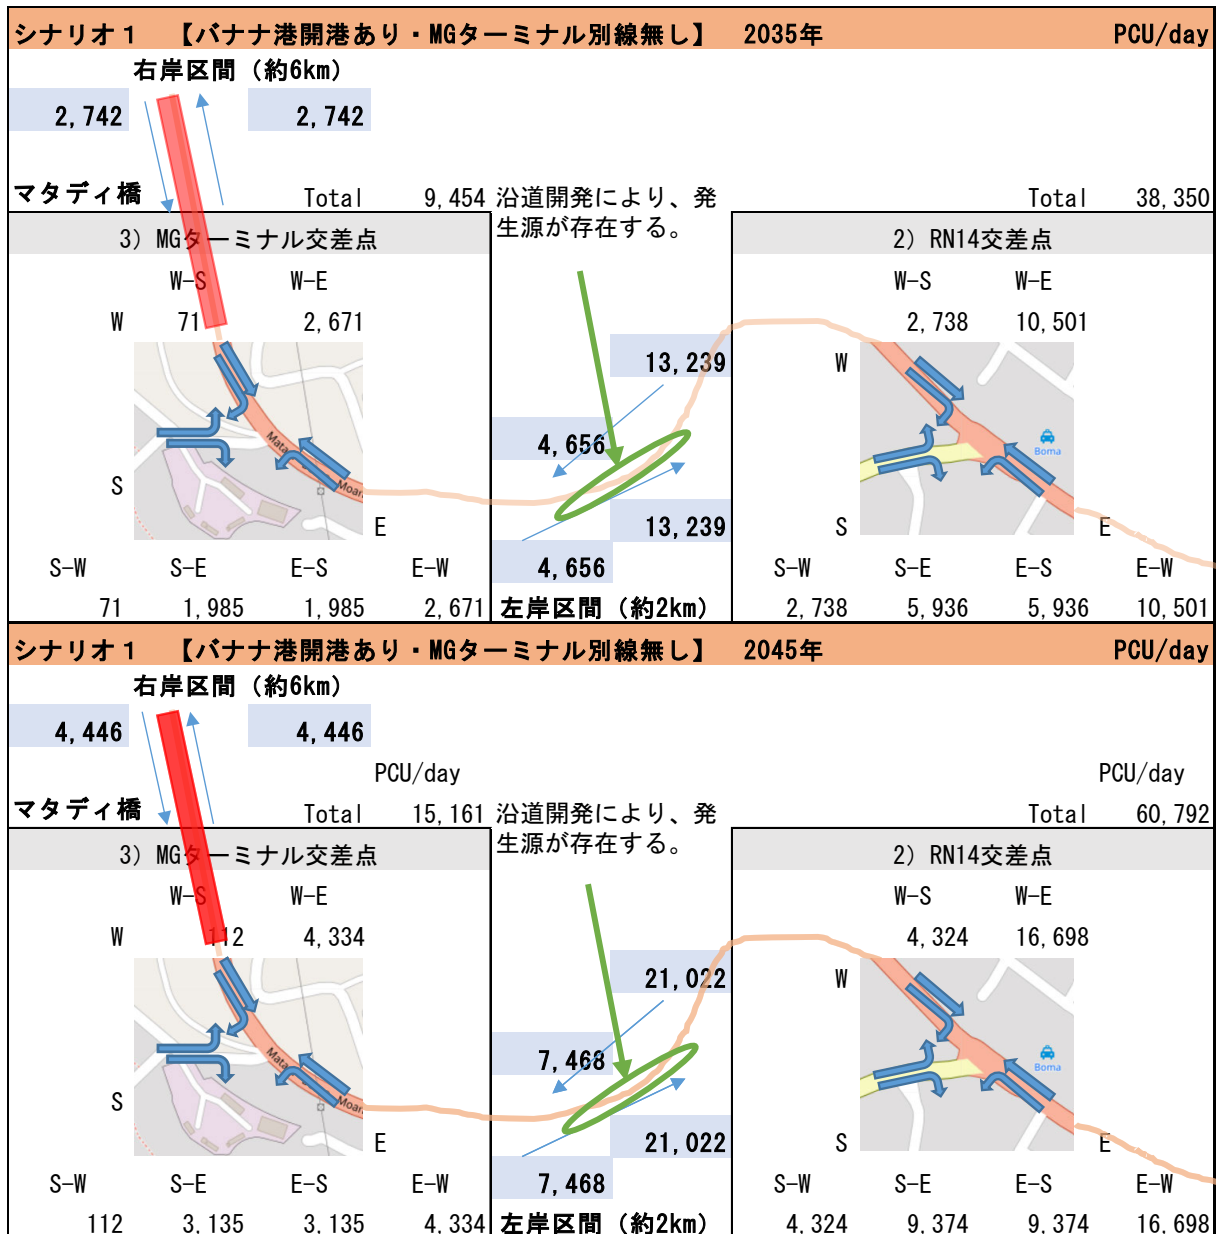 シナリオ１　【バナナ港開港あり・MGターミナル別線無し】　2035年　PCU/day
右岸区間（約6km）
2,742　2,742
マタディ橋　Total　9,454　沿道開発により、発　Total　38,350
生源が存在する。
3）MGターミナル交差点　2）RN14交差点
W-S　W-E　W-S　W-E
W　71　2,671　2,738　10,501
13,239　W
4,656　Boma
S　Moan
13,239
E　S　E
S-W　S-E　E-S　E-W　4,656　S-W　S-E　E-S　E-W
71　1,985　1,985　2,671　左岸区間（約2km）　2,738　5,936　5,936　10,501
シナリオ１　【バナナ港開港あり・MGターミナル別線無し】　2045年　PCU/day
右岸区間（約6km）
4,446　4,446
PCU/day　PCU/day
マタディ橋　Total　15,161　沿道開発により、発　Total　60,792
生源が存在する。
3）MGターミナル交差点　2）RN14交差点
W-S　W-E　W-S　W-E
W　112　4,334　4,324　16,698
21,022　W
7,468　Boma
S　Moan
21,022
E　S　E
S-W　S-E　E-S　E-W　7,468　S-W　S-E　E-S　E-W
112　3,135　3,135　4,334　左岸区間（約2km）　4,324　9,374　9,374　16,698